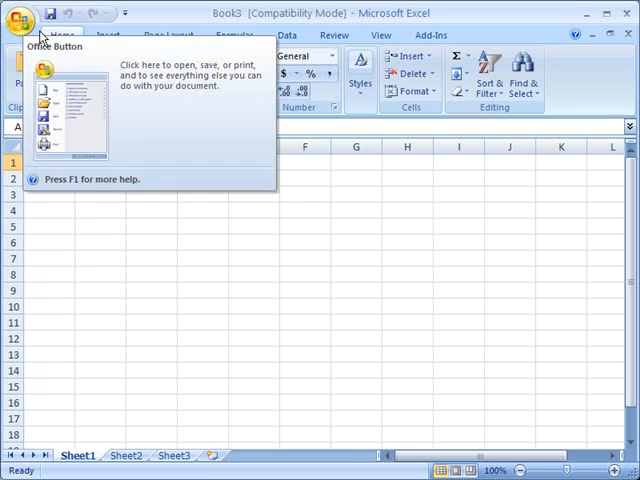 Book3 [Compatibility Mode] - Microsoft Excel
Home Insert Page Layout Formulas Data Review View Add-Ins
Office Button
Click here to open, save, or print,
and to see everything else you can
do with your document.
Press F1 for more help.
General
$ % ,
Number
Styles
Insert
Delete
Format
Cells
Σ
Sort &
Filter
Find &
Select
Editing
A
F G H I J K L
1
2
3
4
5
6
7
8
9
10
11
12
13
14
15
16
17
18
Sheet1 Sheet2 Sheet3
Ready 100%